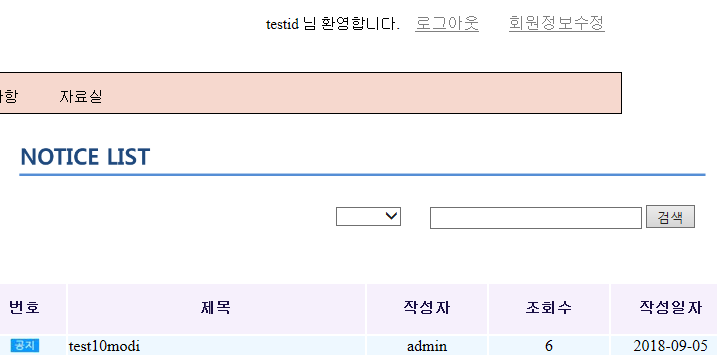 testid 님 환영합니다. 로그아웃 회원정보수정
항 자료실
NOTICE LIST
검색
번호 제목 작성자 조회수 작성일자
공지 test10modi admin 6 2018-09-05